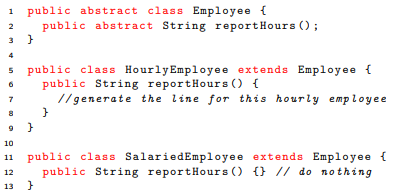 1 public abstract class Employee {
2   public abstract String reportHours();
3 }
4
5 public class HourlyEmployee extends Employee {
6   public String reportHours() {
7     //generate the line for this hourly employee
8   }
9 }
10
11 public class SalariedEmployee extends Employee {
12   public String reportHours() {} // do nothing
13 }